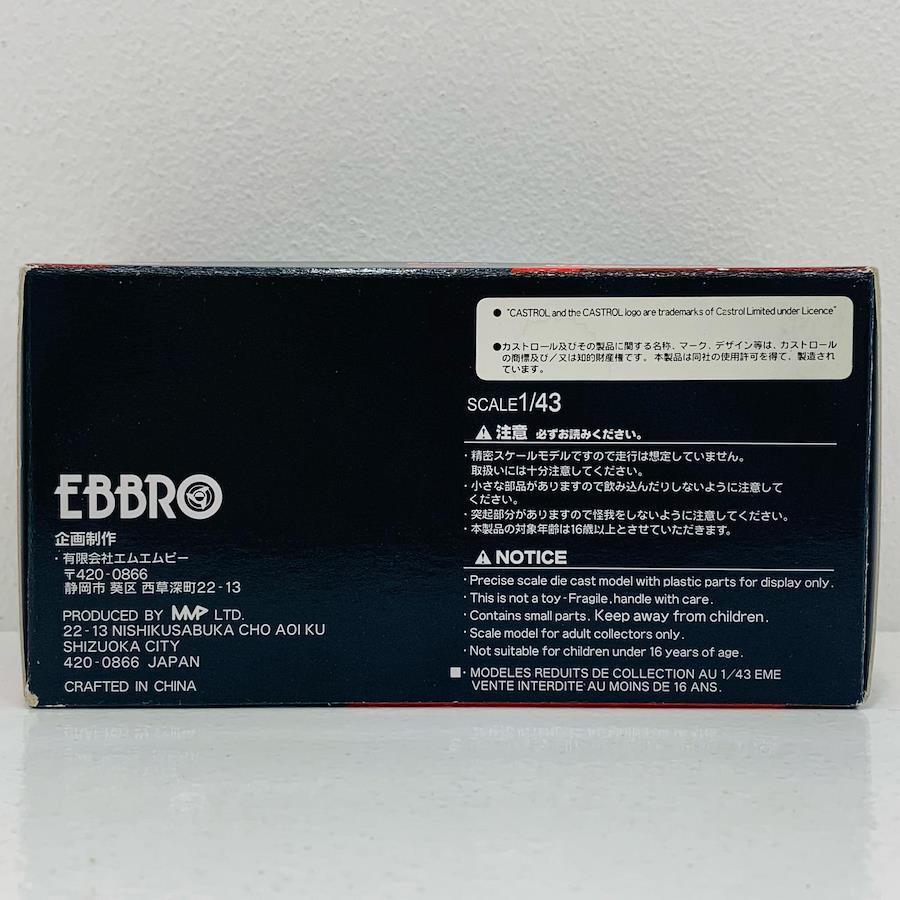 ● "CASTROL and the CASTROL logo are trademarks of Castrol Limited under Licence"
●カストロール及びその製品に関する名称、マーク、デザイン等は、カストロール
の商標及び/又は知的財産権です。本製品は同社の使用許可を得て、製造され
ています。
SCALE1/43
⚠注意 必ずお読みください。
・精密スケールモデルですので走行は想定していません。
取扱いには十分注意してください。
・小さな部品がありますので飲み込んだりしないように注意して
ください。
・突起部分がありますので怪我をしないように注意してください。
・本製品の対象年齢は16歳以上とさせていただきます。
⚠NOTICE
・Precise scale die cast model with plastic parts for display only.
・This is not a toy - Fragile, handle with care.
・Contains small parts. Keep away from children.
・Scale model for adult collectors only.
・Not suitable for children under 16 years of age.
■・MODELES REDUITS DE COLLECTION AU 1/43 EME
VENTE INTERDITE AU MOINS DE 16 ANS.
EBBRO
企画制作
・有限会社エムエムピー
〒420-0866
静岡市 葵区 西草深町22-13
PRODUCED BY MMP LTD.
22-13 NISHIKUSABUKA CHO AOI KU
SHIZUOKA CITY
420-0866 JAPAN
CRAFTED IN CHINA